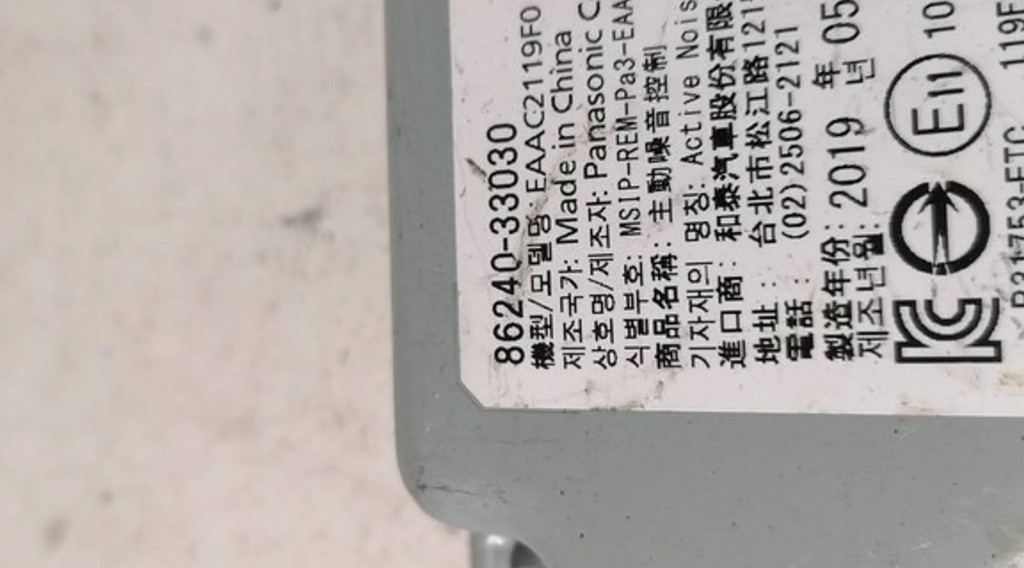 86240-33030
機型/모델명: EAAC2119F0
제조국가: Made in China
상호명/제조자: Panasonic C
식별부호: MSIP-REM-Pa3-EAA
商品名稱: 主動噪音控制
기자재의 명칭: Active Nois
進口商: 和泰汽車股份有限
地址: 台北市松江路121
電話: (02)2506-2121
製造年份: 2019 年 05
제조년월: 년
E11 10
R31753-ETC 119F